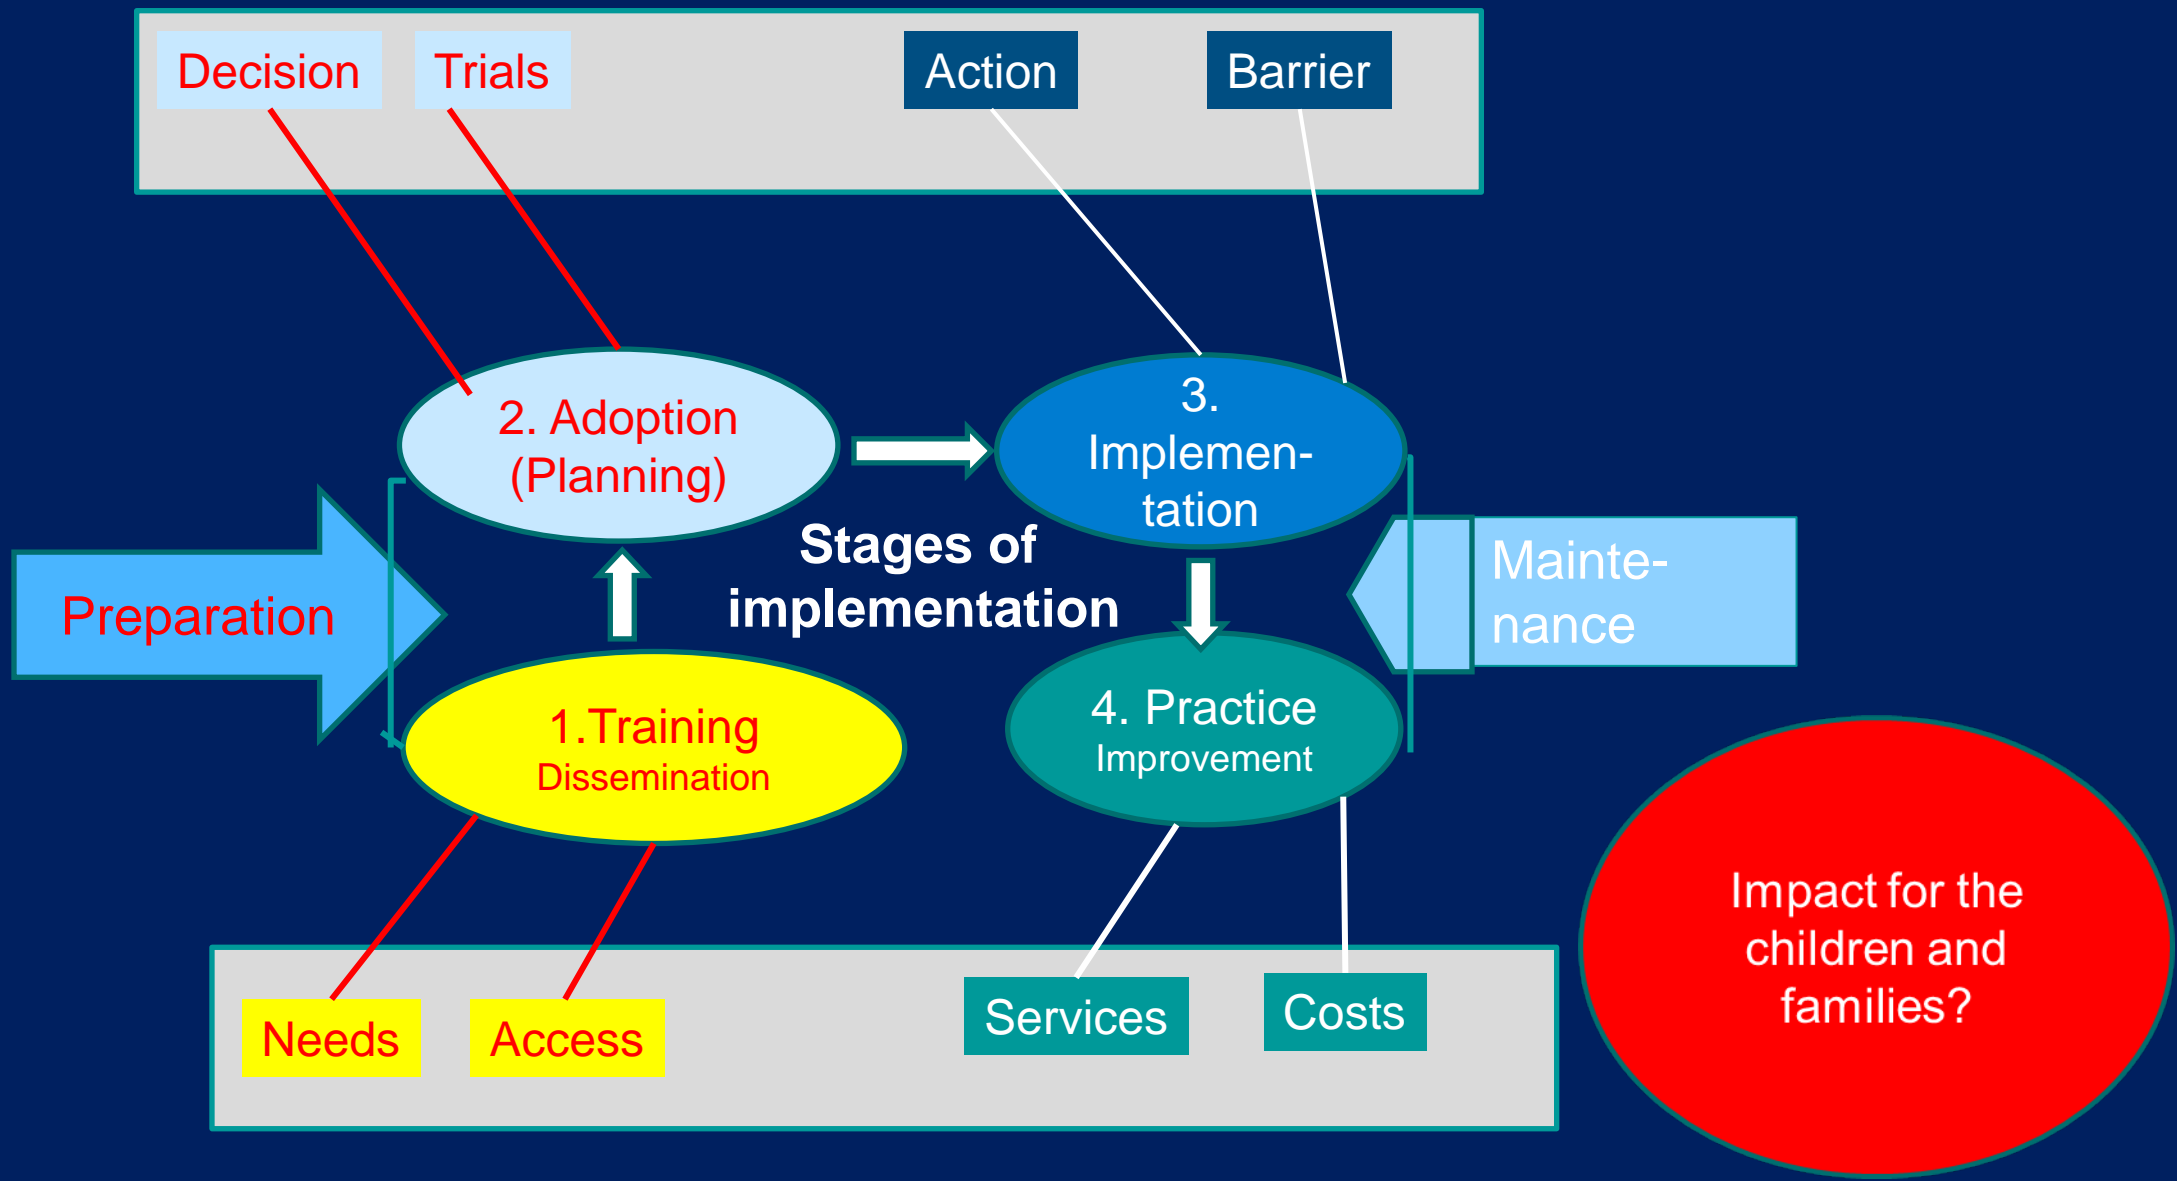 Decision
Trials
Action
Barrier
2. Adoption
(Planning)
3.
Implemen-
tation
Stages of
implementation
Preparation
Mainte-
nance
1.Training
Dissemination
4. Practice
Improvement
Impact for the
children and
families?
Needs
Access
Services
Costs